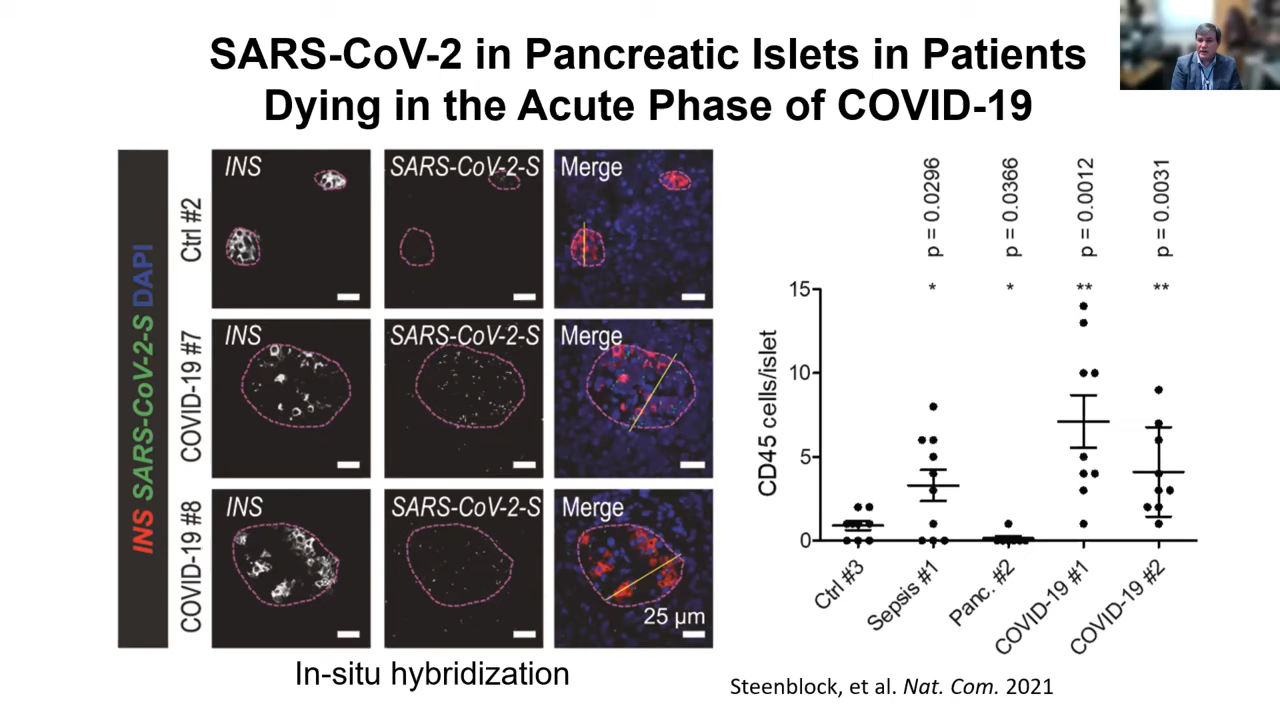 SARS-CoV-2 in Pancreatic Islets in Patients
Dying in the Acute Phase of COVID-19
INS SARS-CoV-2-S DAPI
Ctrl #2
INS
SARS-CoV-2-S
Merge
COVID-19 #7
INS
SARS-CoV-2-S
Merge
COVID-19 #8
INS
SARS-CoV-2-S
Merge
25 µm
In-situ hybridization
p = 0.0296
p = 0.0366
p = 0.0012
p = 0.0031
* * ** **
CD45 cells/islet
15
10
5
0
Ctrl #3
Sepsis #1
Panc. #2
COVID-19 #1
COVID-19 #2
Steenblock, et al. Nat. Com. 2021